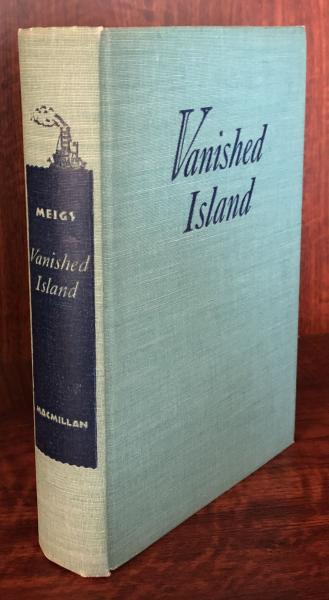 MEIGS
Vanished
Island
MACMILLAN
Vanished
Island